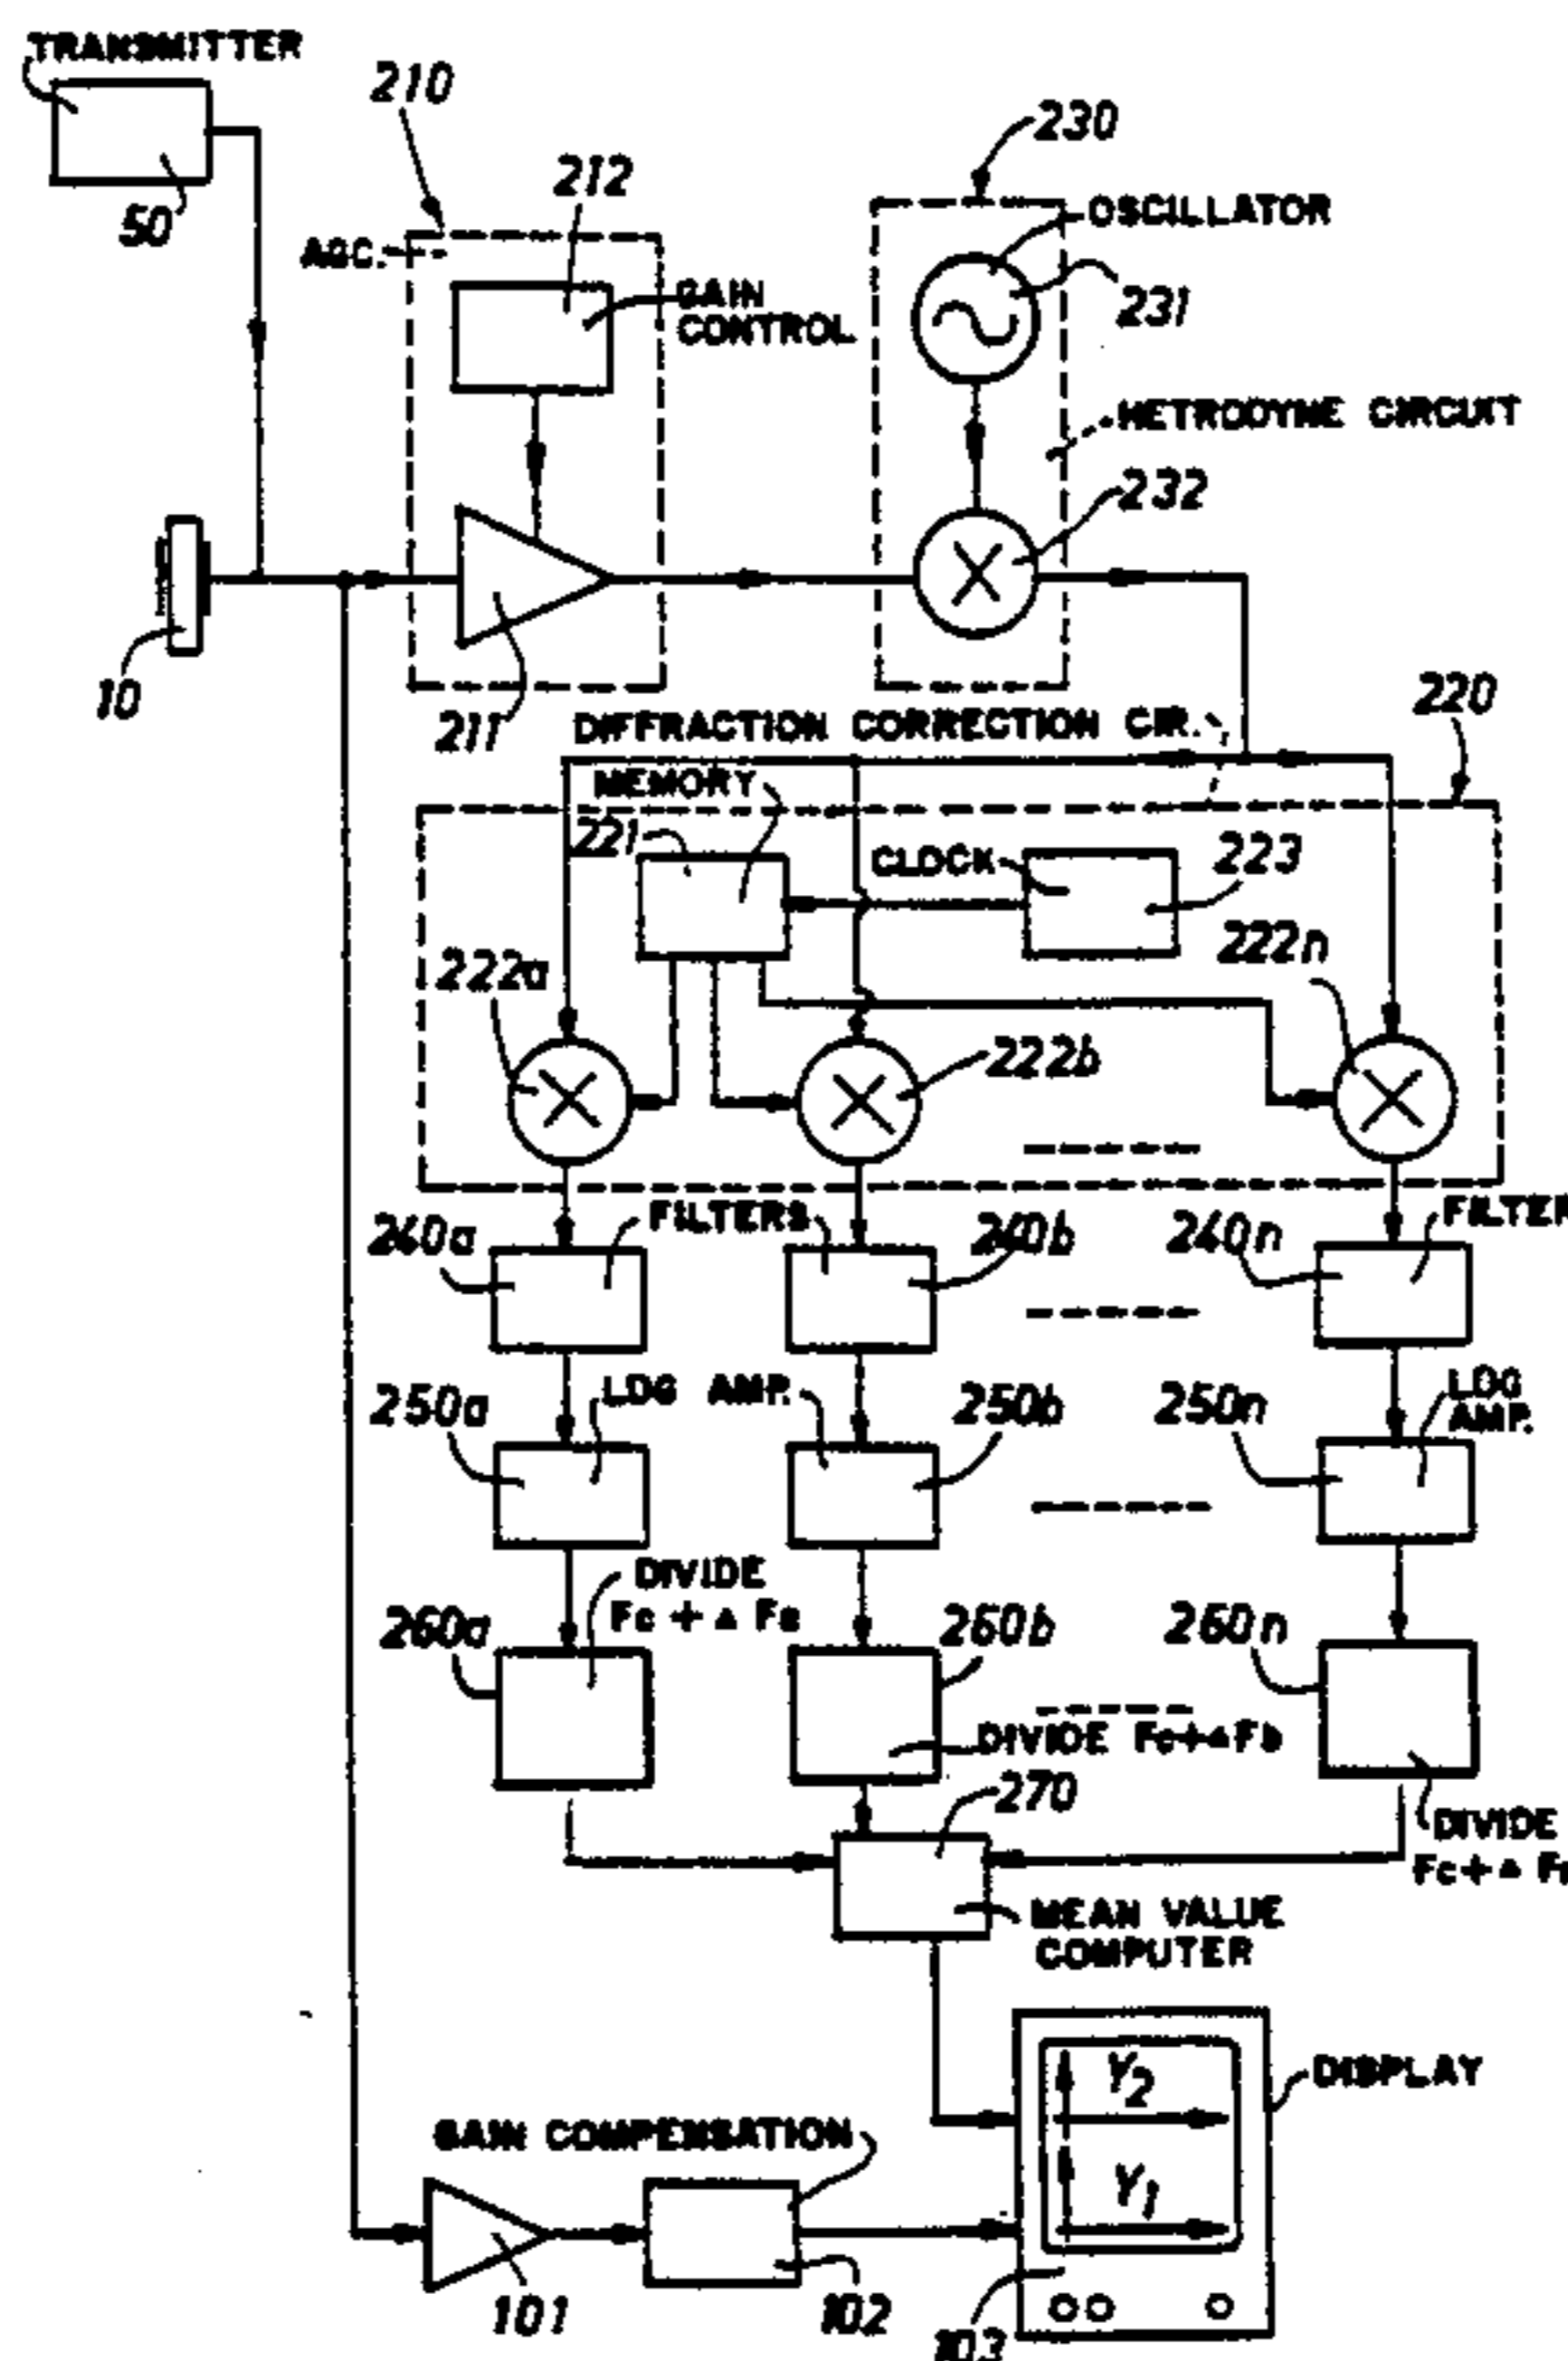 TRANSMITTER
210
230
212
50
OSCILLATOR
AGC.
GAIN
CONTROL
231
HETRODYNE CIRCUIT
232
10
211
220
DIFFRACTION CORRECTION CIR.
MEMORY
221
CLOCK
223
222a
222n
222b
240a
FILTERS
240b
240n
FILTER
250a
LOG AMP.
250b
250n
LOG
AMP.
DIVIDE
Fc + ▲ Fa
260a
260b
260n
DIVIDE Fc+▲Fb
270
DIVIDE
Fc+▲
MEAN VALUE
COMPUTER
Y2
DISPLAY
GAIN COMPENSATION
Y1
101
102
103